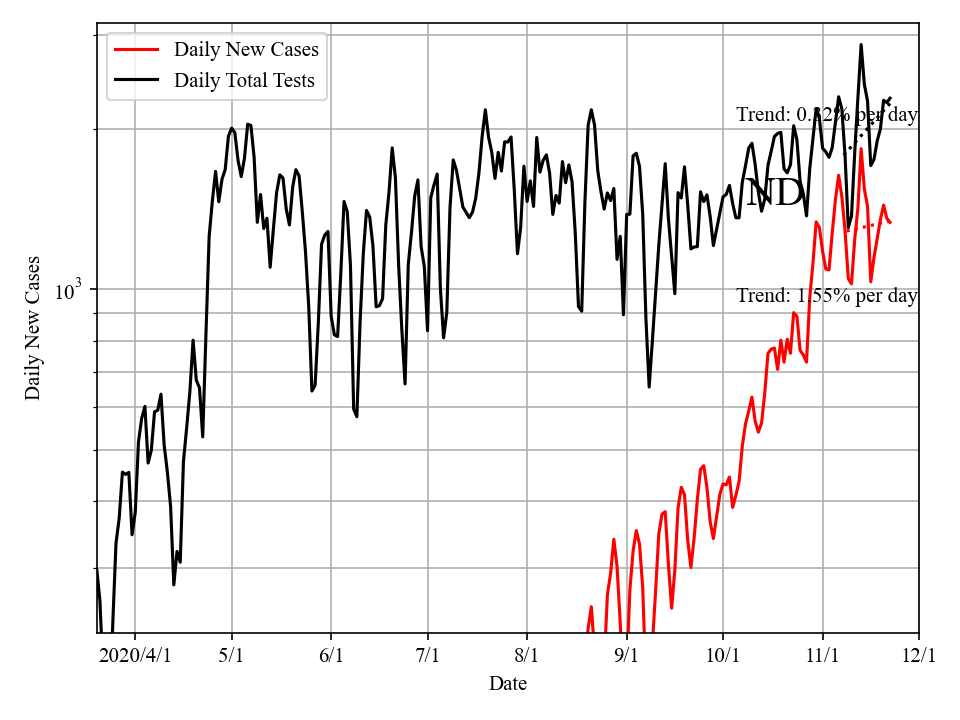 Daily New Cases
Daily Total Tests
Trend: 0.32% per day
ND
Trend: 1.55% per day
10^3
Daily New Cases
2020/4/1 5/1 6/1 7/1 8/1 9/1 10/1 11/1 12/1
Date